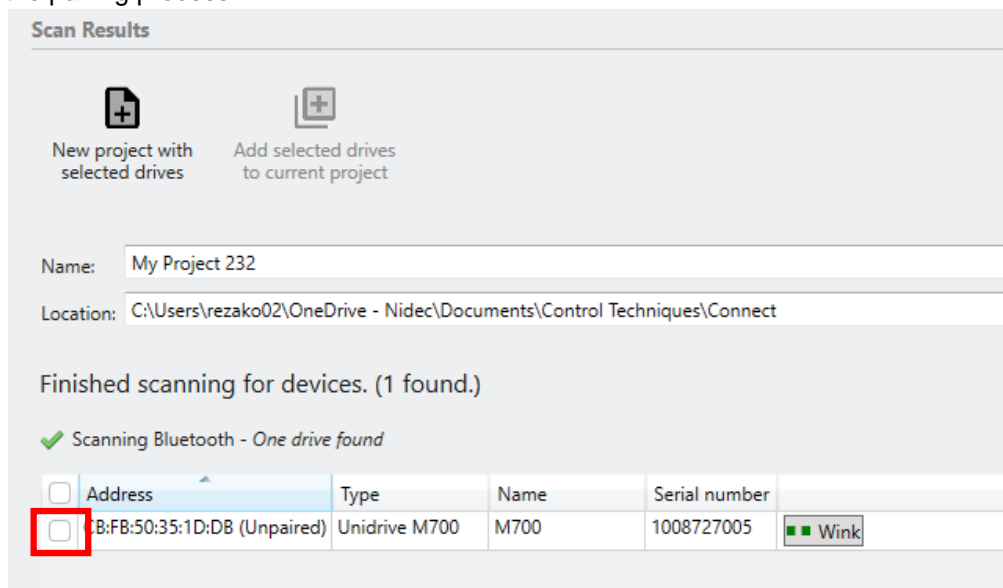 Scan Results
New project with
selected drives
Add selected drives
to current project
Name: My Project 232
Location: C:\Users\rezako02\OneDrive - Nidec\Documents\Control Techniques\Connect
Finished scanning for devices. (1 found.)
Scanning Bluetooth - One drive found
Address Type Name Serial number
CB:FB:50:35:1D:DB (Unpaired) Unidrive M700 M700 1008727005 Wink